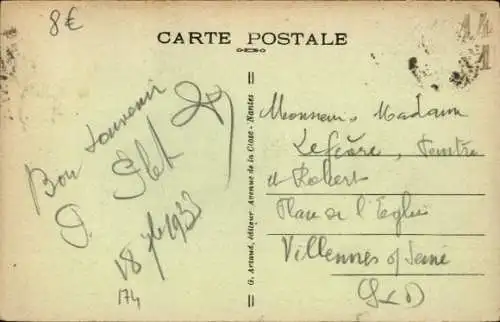 8€
CARTE POSTALE
Bon souvenir
18 7bre 1933
174
G. Artaud, éditeur, Avenue de la Close - Nantes
Monsieur, Madame
Lefèvre, Peintre
et Robert
Place de l'Eglise
Villennes s/ Seine
(S & O)